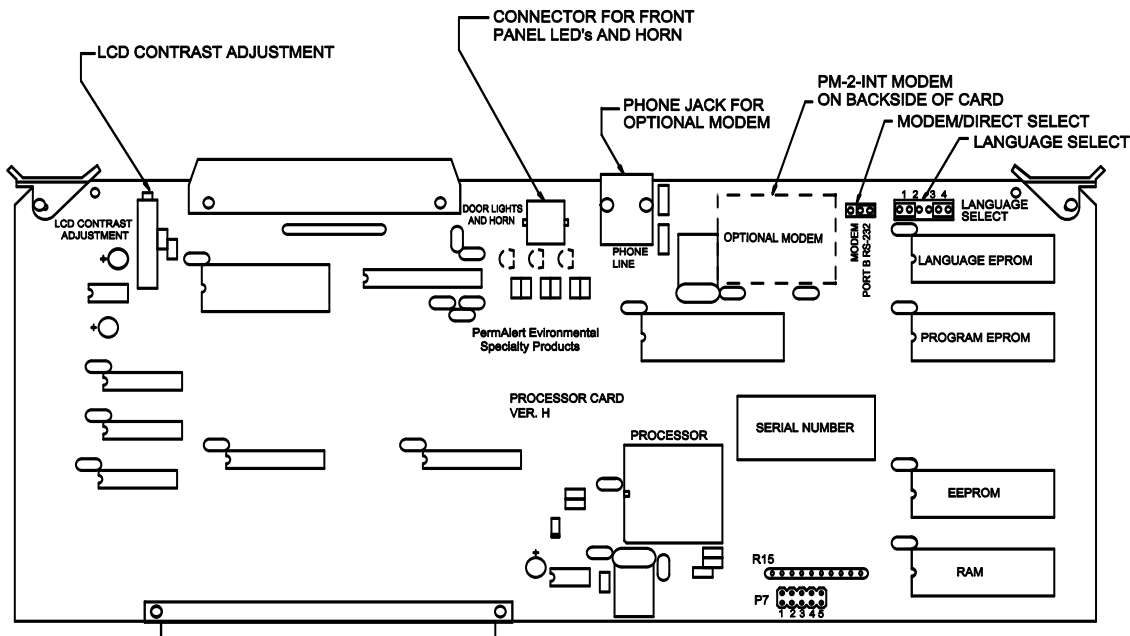 CONNECTOR FOR FRONT
PANEL LED's AND HORN
LCD CONTRAST ADJUSTMENT
PM-2-INT MODEM
ON BACKSIDE OF CARD
PHONE JACK FOR
OPTIONAL MODEM
MODEM/DIRECT SELECT
LANGUAGE SELECT
LCD CONTRAST
ADJUSTMENT
+
+
DOOR LIGHTS
AND HORN
PHONE
LINE
OPTIONAL MODEM
MODEM
PORT B RS-232
1 2 3 4
LANGUAGE
SELECT
LANGUAGE EPROM
PROGRAM EPROM
PermAlert Evironmental
Specialty Products
PROCESSOR CARD
VER. H
SERIAL NUMBER
PROCESSOR
EEPROM
+
R15
RAM
P7
1 2 3 4 5